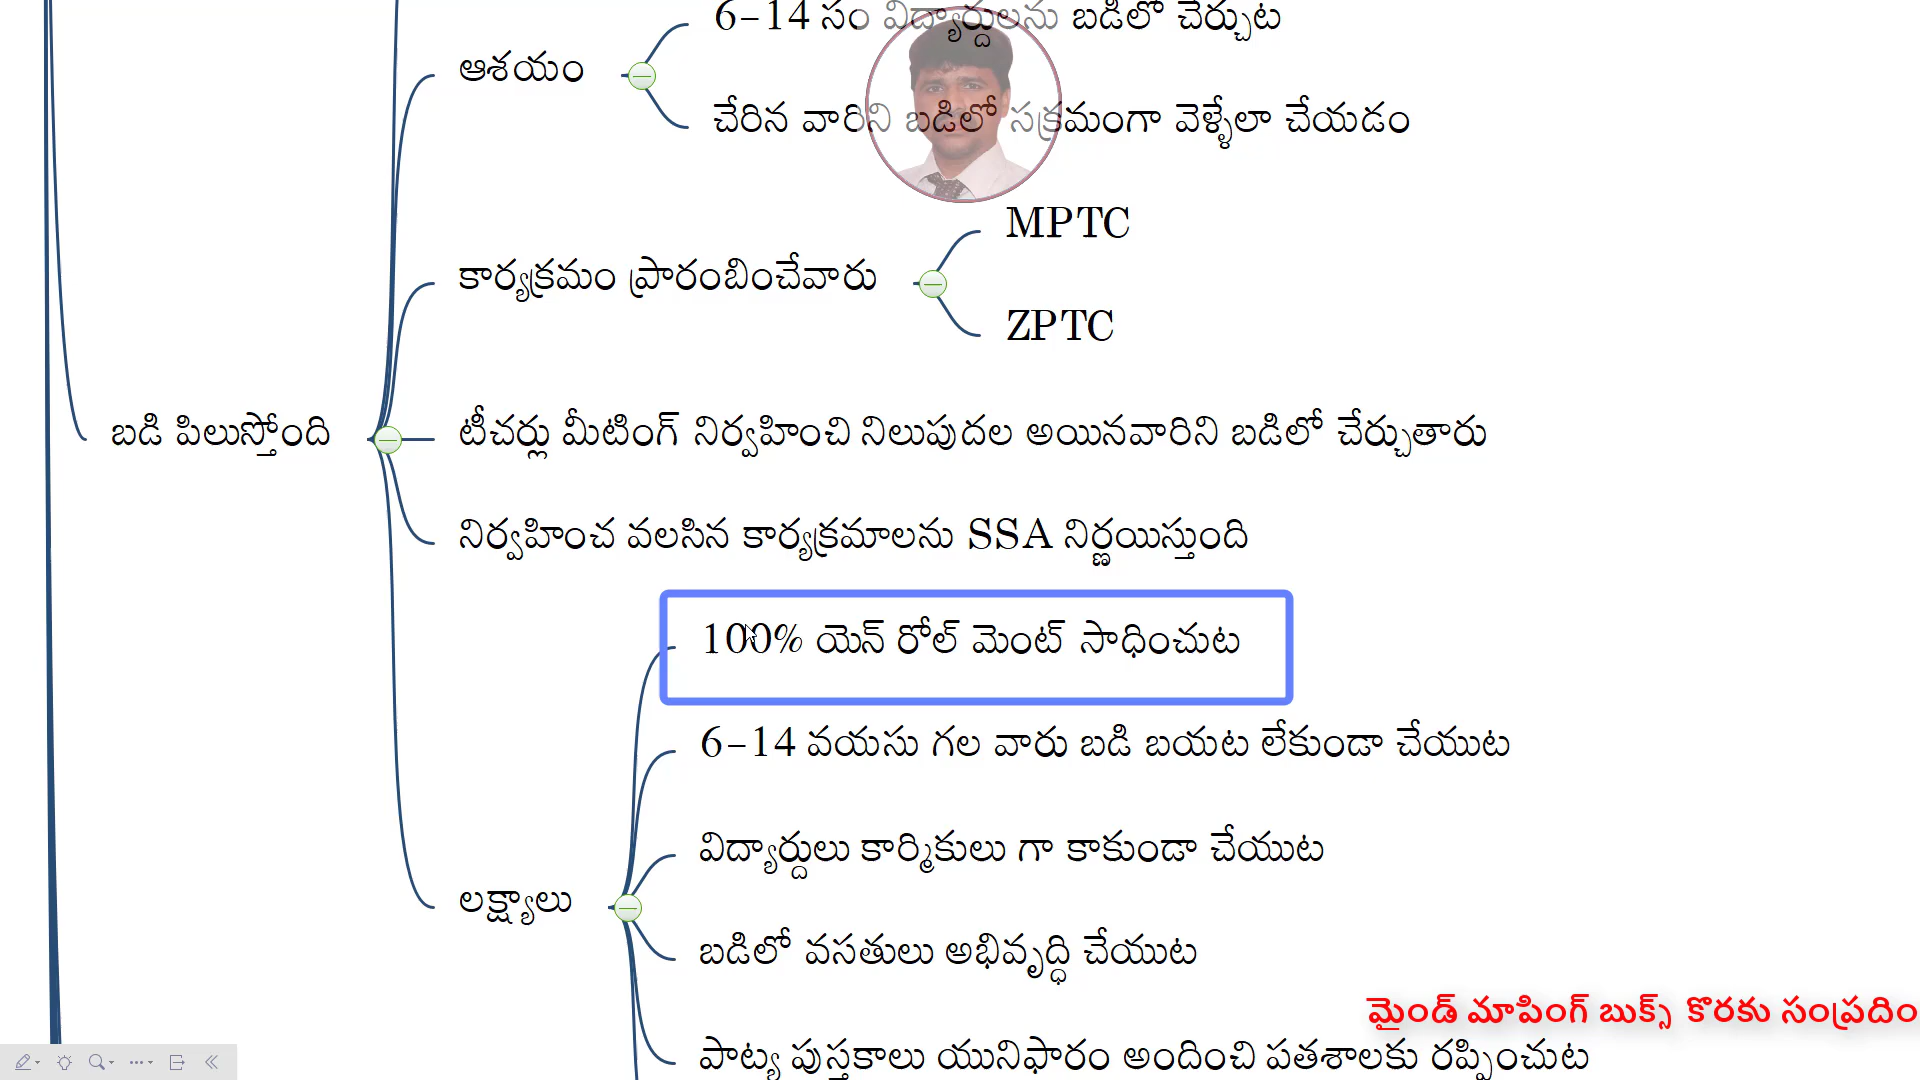 6-14 సం విద్యార్దులను బడిలో చేర్చుట
ఆశయం
చేరిన వారిని బడిలో సక్రమంగా వెళ్ళేలా చేయడం
MPTC
కార్యక్రమం ప్రారంబించేవారు
ZPTC
బడి పిలుస్తోంది
టీచర్లు మీటింగ్ నిర్వహించి నిలుపుదల అయినవారిని బడిలో చేర్చుతారు
నిర్వహించ వలసిన కార్యక్రమాలను SSA నిర్ణయిస్తుంది
100% యెన్ రోల్ మెంట్ సాధించుట
6-14 వయసు గల వారు బడి బయట లేకుండా చేయుట
విద్యార్దులు కార్మికులు గా కాకుండా చేయుట
లక్ష్యాలు
బడిలో వసతులు అభివృద్ధి చేయుట
మైండ్ మాపింగ్ బుక్స్ కొరకు సంప్రదిం
పాట్య పుస్తకాలు యునిఫారం అందించి పతశాలకు రప్పించుట